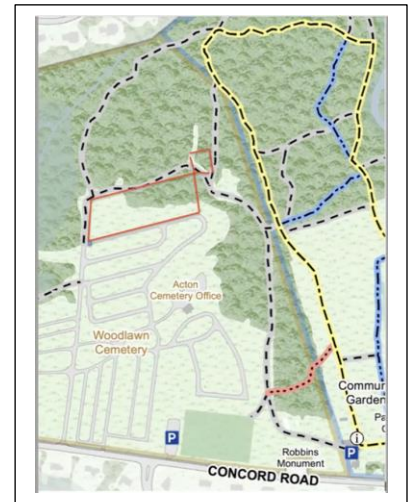 Acton
Cemetery Office
Woodlawn
Cemetery
Commun
Garden
P
i
P
Robbins
Monument
CONCORD ROAD